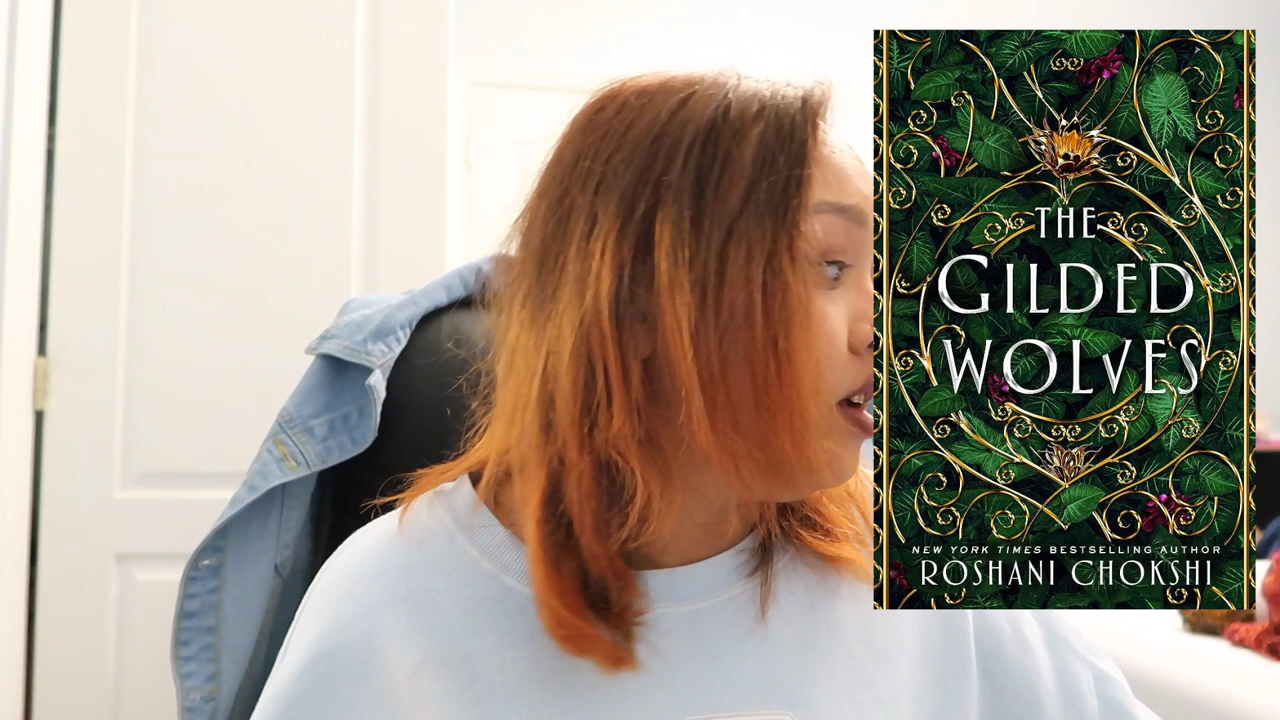 THE
GILDED
WOLVES
NEW YORK TIMES BESTSELLING AUTHOR
ROSHANI CHOKSHI